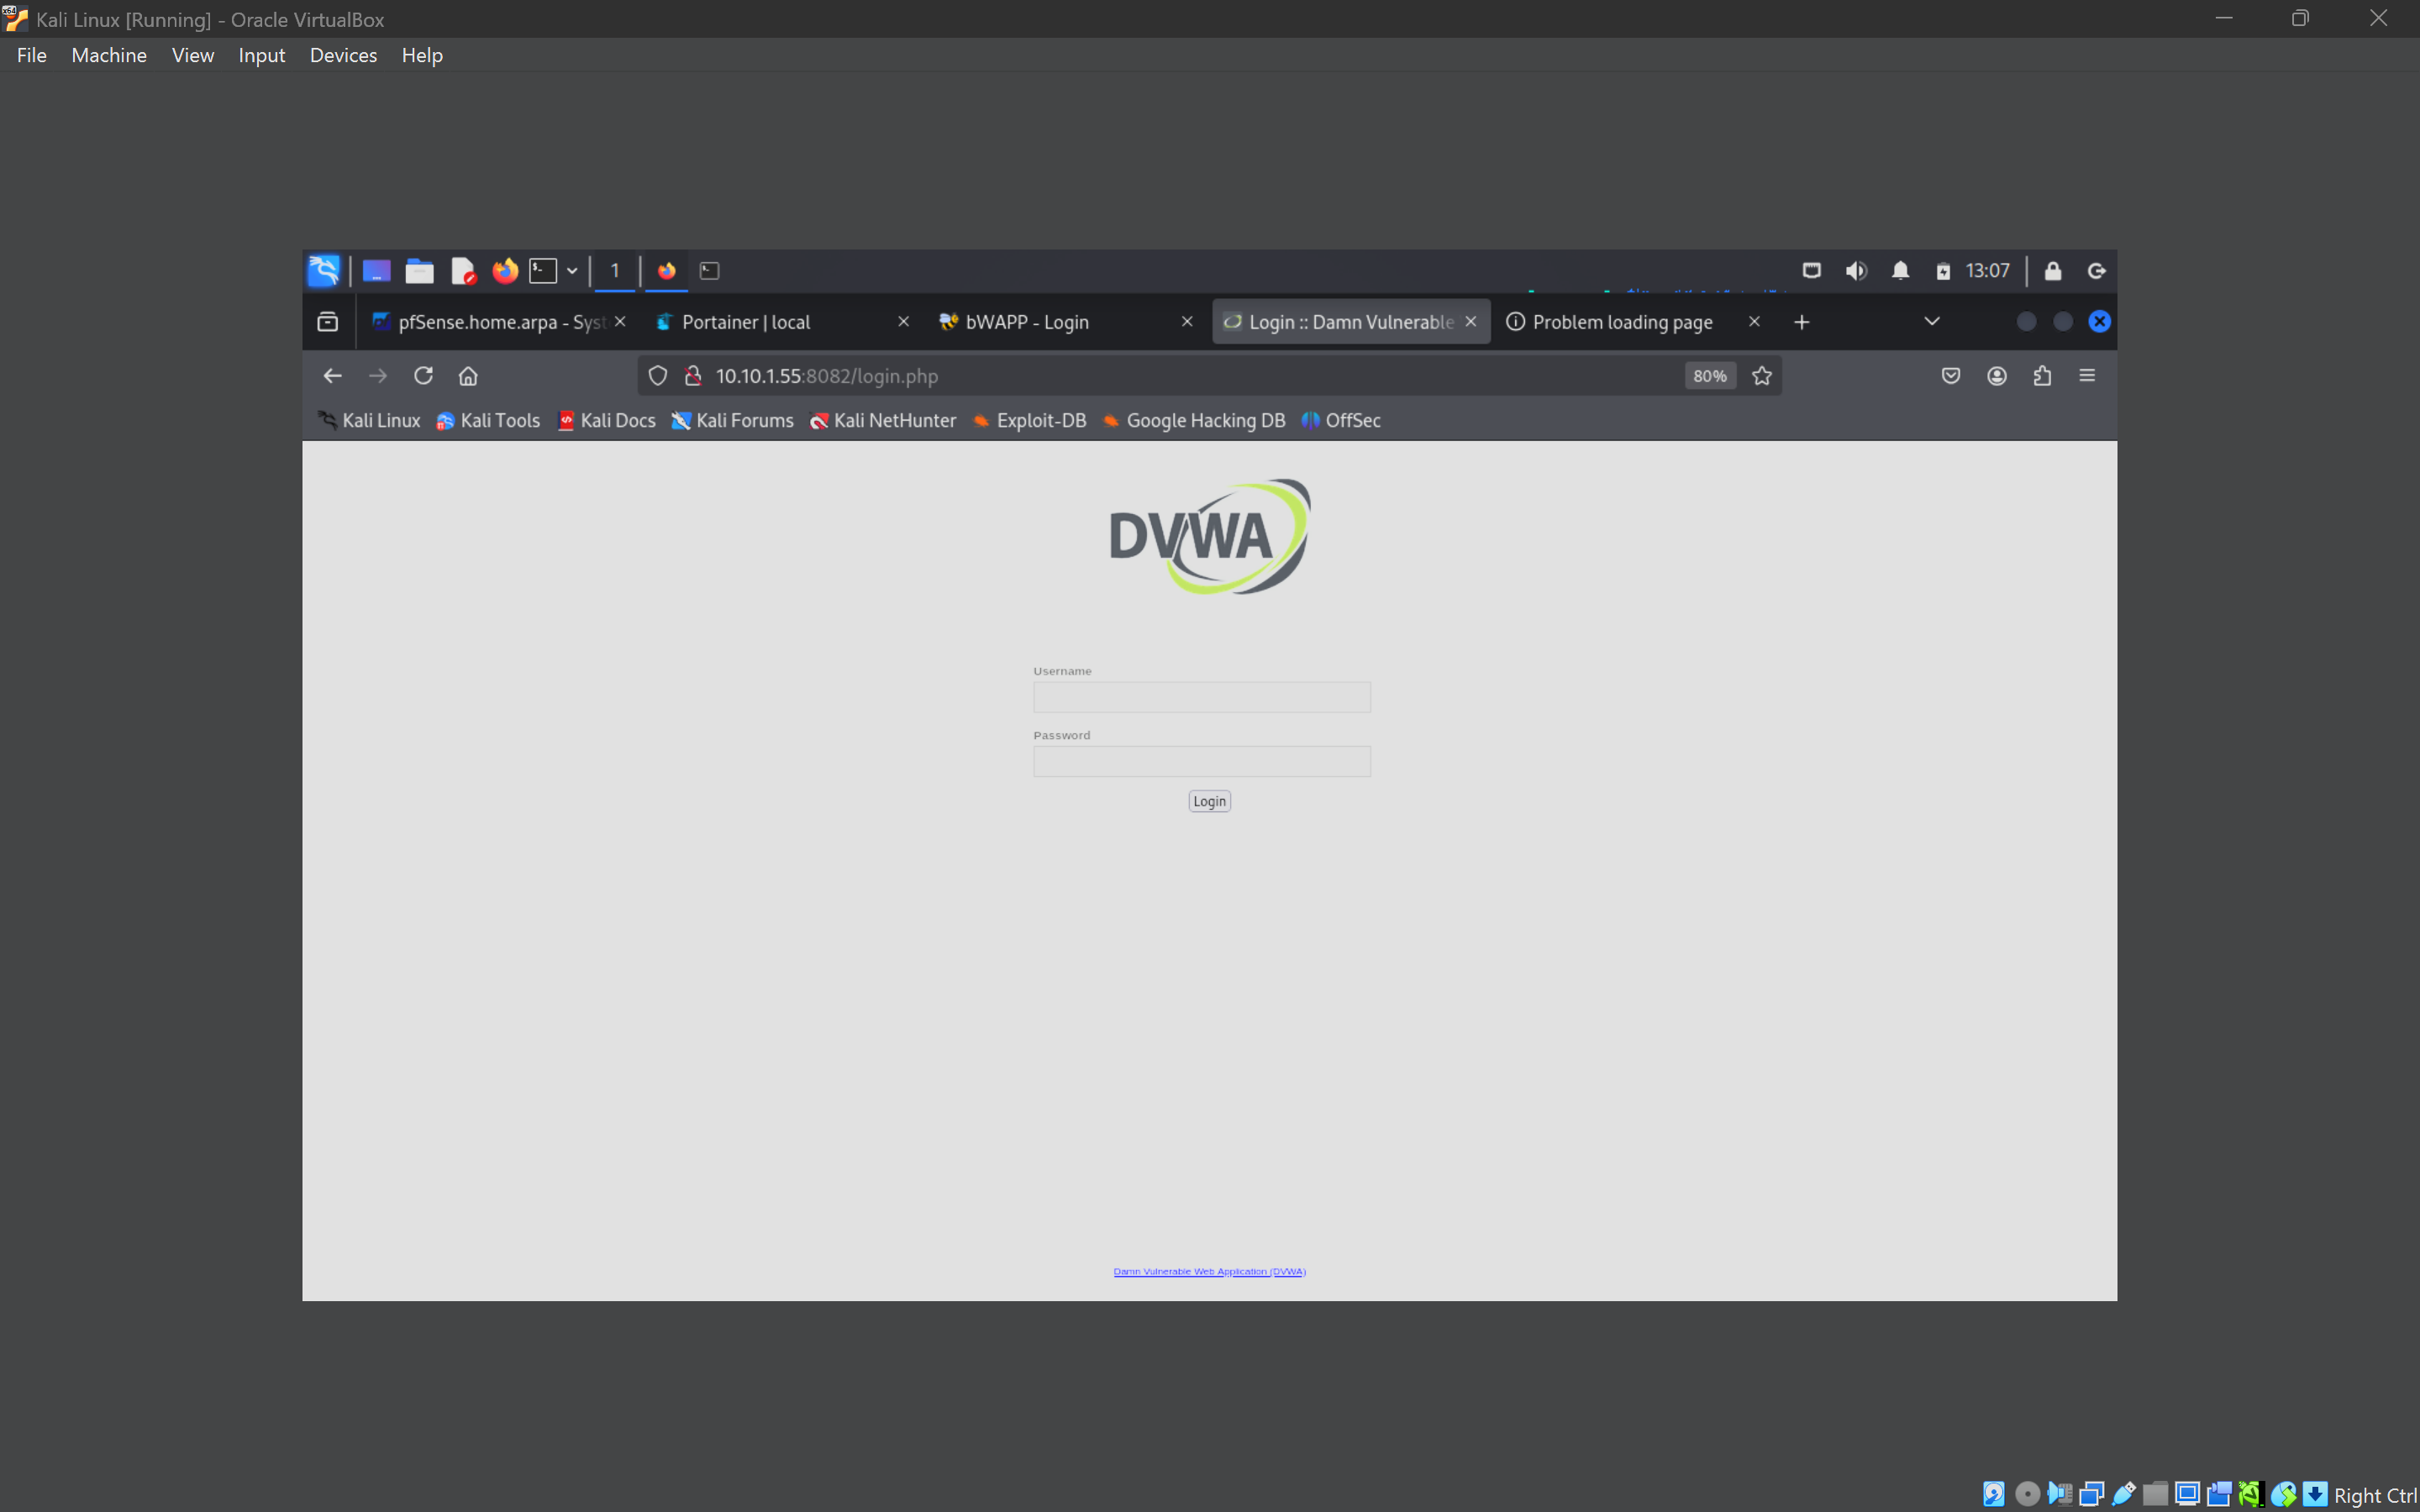 Kali Linux [Running] - Oracle VirtualBox
File Machine View Input Devices Help
1 13:07
pfSense.home.arpa - Syst Portainer | local bWAPP - Login Login :: Damn Vulnerable Problem loading page
10.10.1.55:8082/login.php 80%
Kali Linux Kali Tools Kali Docs Kali Forums Kali NetHunter Exploit-DB Google Hacking DB OffSec
DVWA
Username
Password
Login
Damn Vulnerable Web Application (DVWA)
Right Ctrl